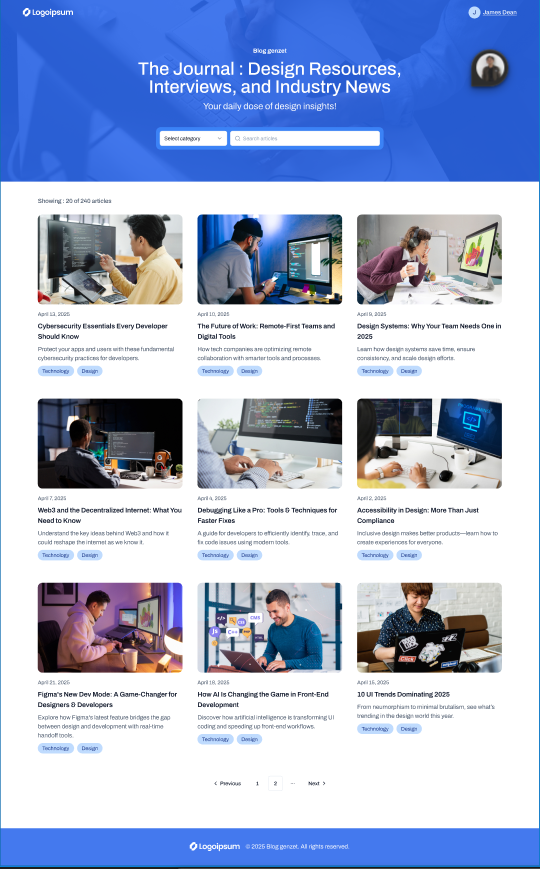 Logoipsum
J James Dean
Blog genzet
The Journal : Design Resources,
Interviews, and Industry News
Your daily dose of design insights!
Select category
Search articles
Showing : 20 of 240 articles
April 13, 2025
Cybersecurity Essentials Every Developer
Should Know
Protect your apps and users with these fundamental
cybersecurity practices for developers.
Technology Design
April 10, 2025
The Future of Work: Remote-First Teams and
Digital Tools
How tech companies are optimizing remote
collaboration with smarter tools and processes.
Technology Design
April 9, 2025
Design Systems: Why Your Team Needs One in
2025
Learn how design systems save time, ensure
consistency, and scale design efforts.
Technology Design
April 7, 2025
Web3 and the Decentralized Internet: What You
Need to Know
Understand the key ideas behind Web3 and how it
could reshape the internet as we know it.
Technology Design
Debugging Like a Pro: Tools & Techniques for
Faster Fixes
A guide for developers to efficiently identify, trace, and
fix code issues using modern tools.
Technology Design
April 2, 2025
Accessibility in Design: More Than Just
Compliance
Inclusive design makes better products—learn how to
create experiences for everyone.
Technology Design
April 21, 2025
Figma's New Dev Mode: A Game-Changer for
Designers & Developers
Explore how Figma's latest feature bridges the gap
between design and development with real-time
handoff tools.
Technology Design
</> CSS CMS
Js C++ PHP
How AI Is Changing the Game in Front-End
Development
Discover how artificial intelligence is transforming UI
coding and speeding up front-end workflows.
Technology Design
April 15, 2025
10 UI Trends Dominating 2025
From neumorphism to minimal brutalism, see what's
trending in the design world this year.
Technology Design
Previous 1 2 ... Next
Logoipsum © 2025 Blog genzet. All rights reserved.